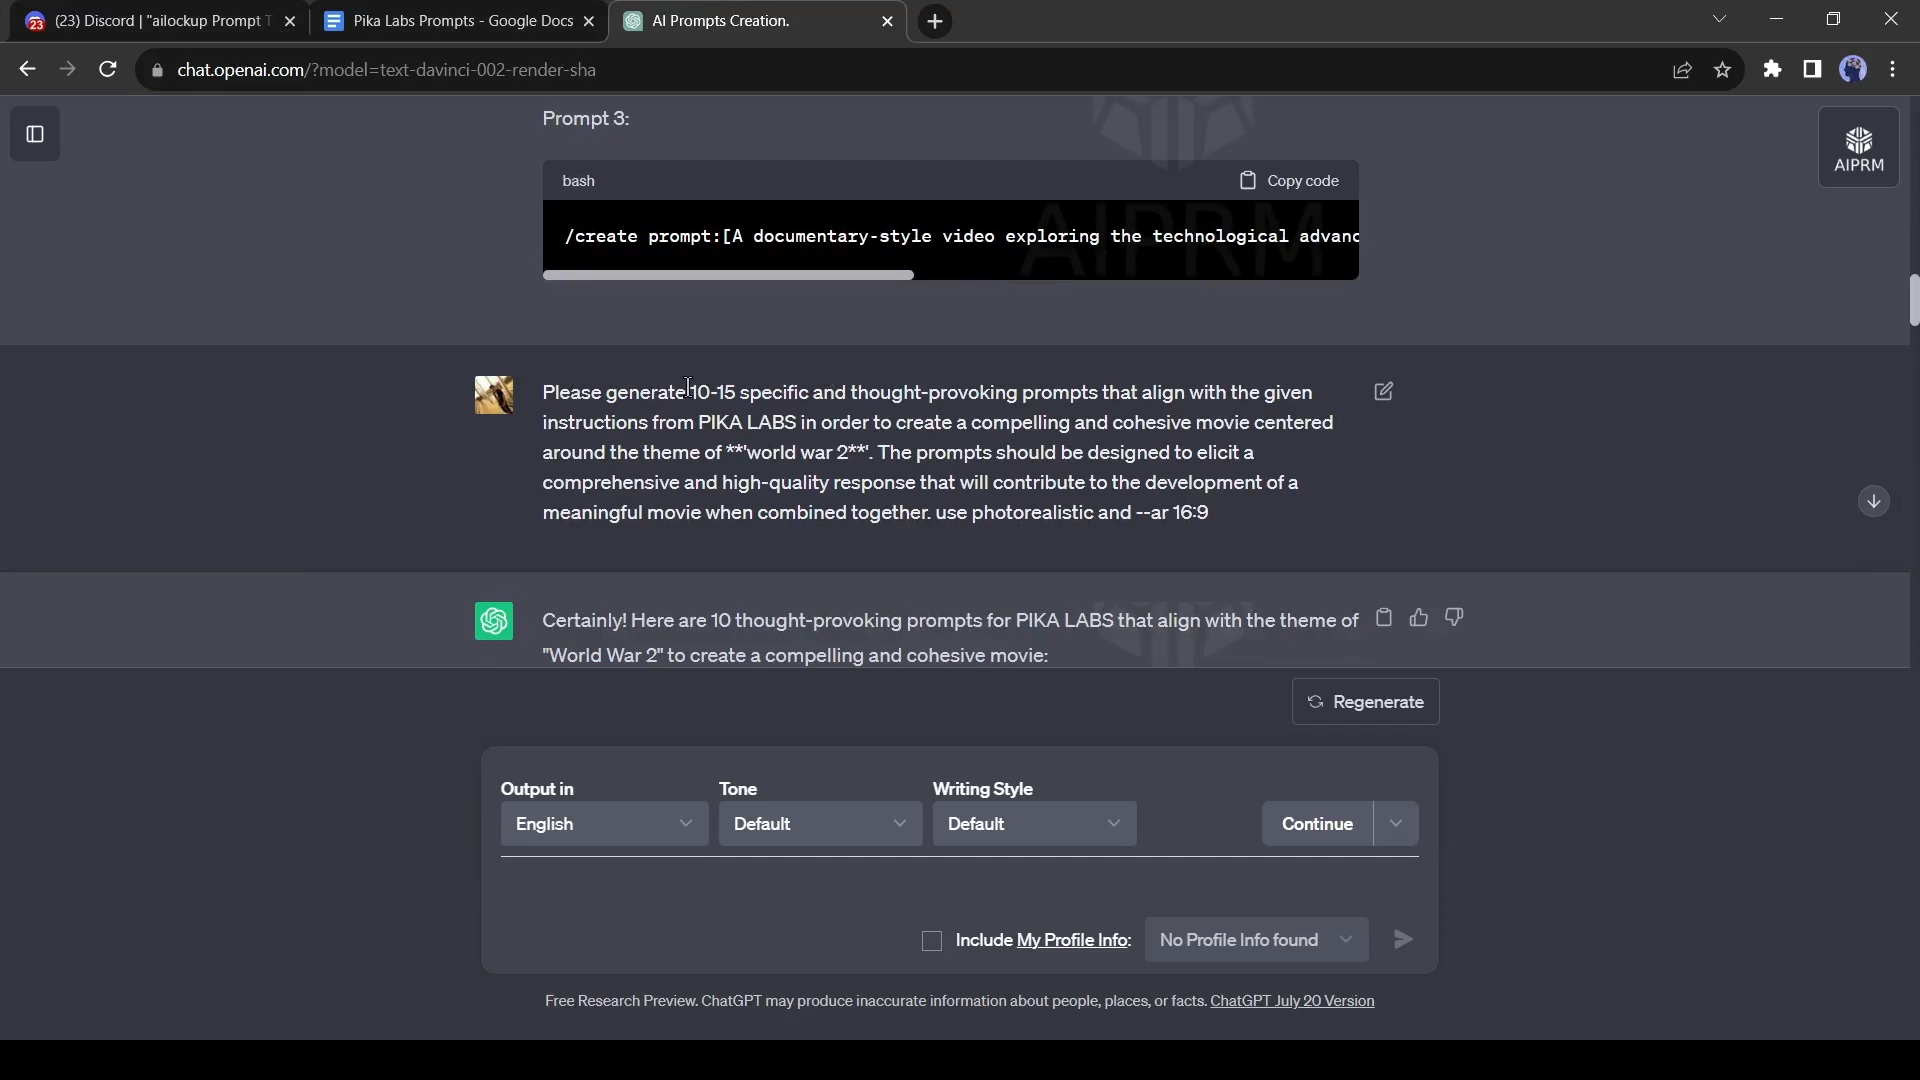 (23) Discord | "ailockup Prompt T
Pika Labs Prompts - Google Docs
AI Prompts Creation.
23
chat.openai.com/?model=text-davinci-002-render-sha
Prompt 3:
AIPRM
bash
Copy code
/create prompt:[A documentary-style video exploring the technological advanc
AIPRM
Please generate 10-15 specific and thought-provoking prompts that align with the given
instructions from PIKA LABS in order to create a compelling and cohesive movie centered
around the theme of **'world war 2**'. The prompts should be designed to elicit a
comprehensive and high-quality response that will contribute to the development of a
meaningful movie when combined together. use photorealistic and --ar 16:9
Certainly! Here are 10 thought-provoking prompts for PIKA LABS that align with the theme of
"World War 2" to create a compelling and cohesive movie:
Regenerate
Output in
Tone
Writing Style
English
Default
Default
Continue
Include My Profile Info:
No Profile Info found
Free Research Preview. ChatGPT may produce inaccurate information about people, places, or facts. ChatGPT July 20 Version